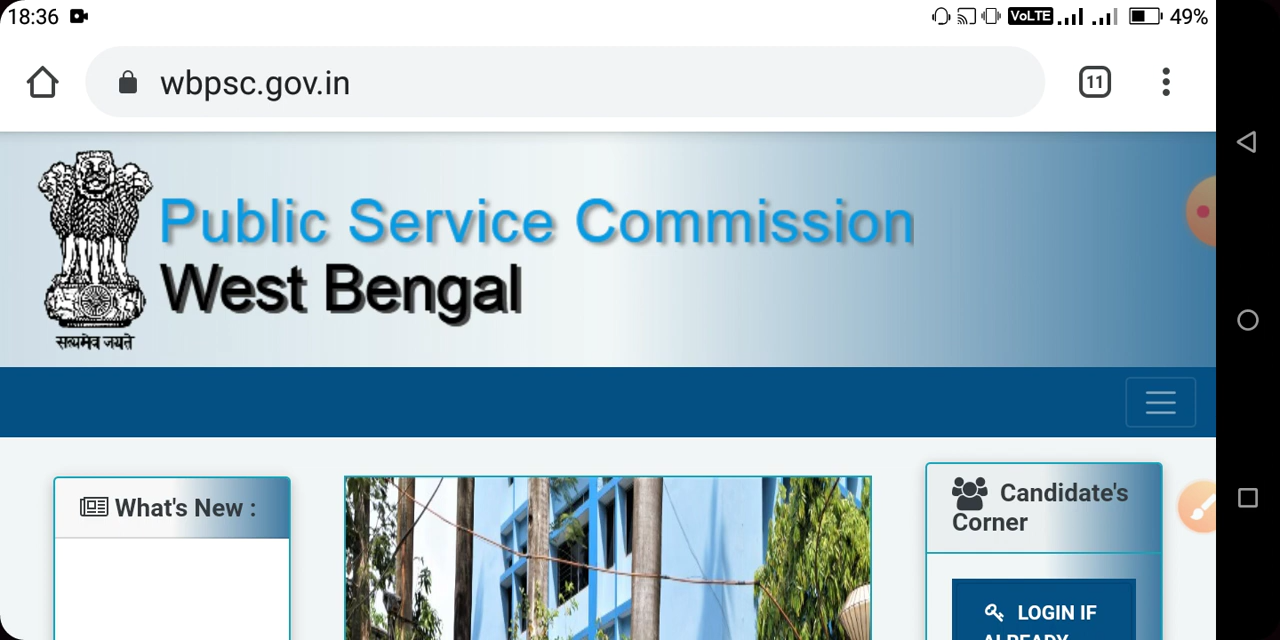 18:36
VoLTE
49%
wbpsc.gov.in
11
Public Service Commission
West Bengal
सत्यमेव जयते
What's New :
Candidate's
Corner
LOGIN IF
ALREADY